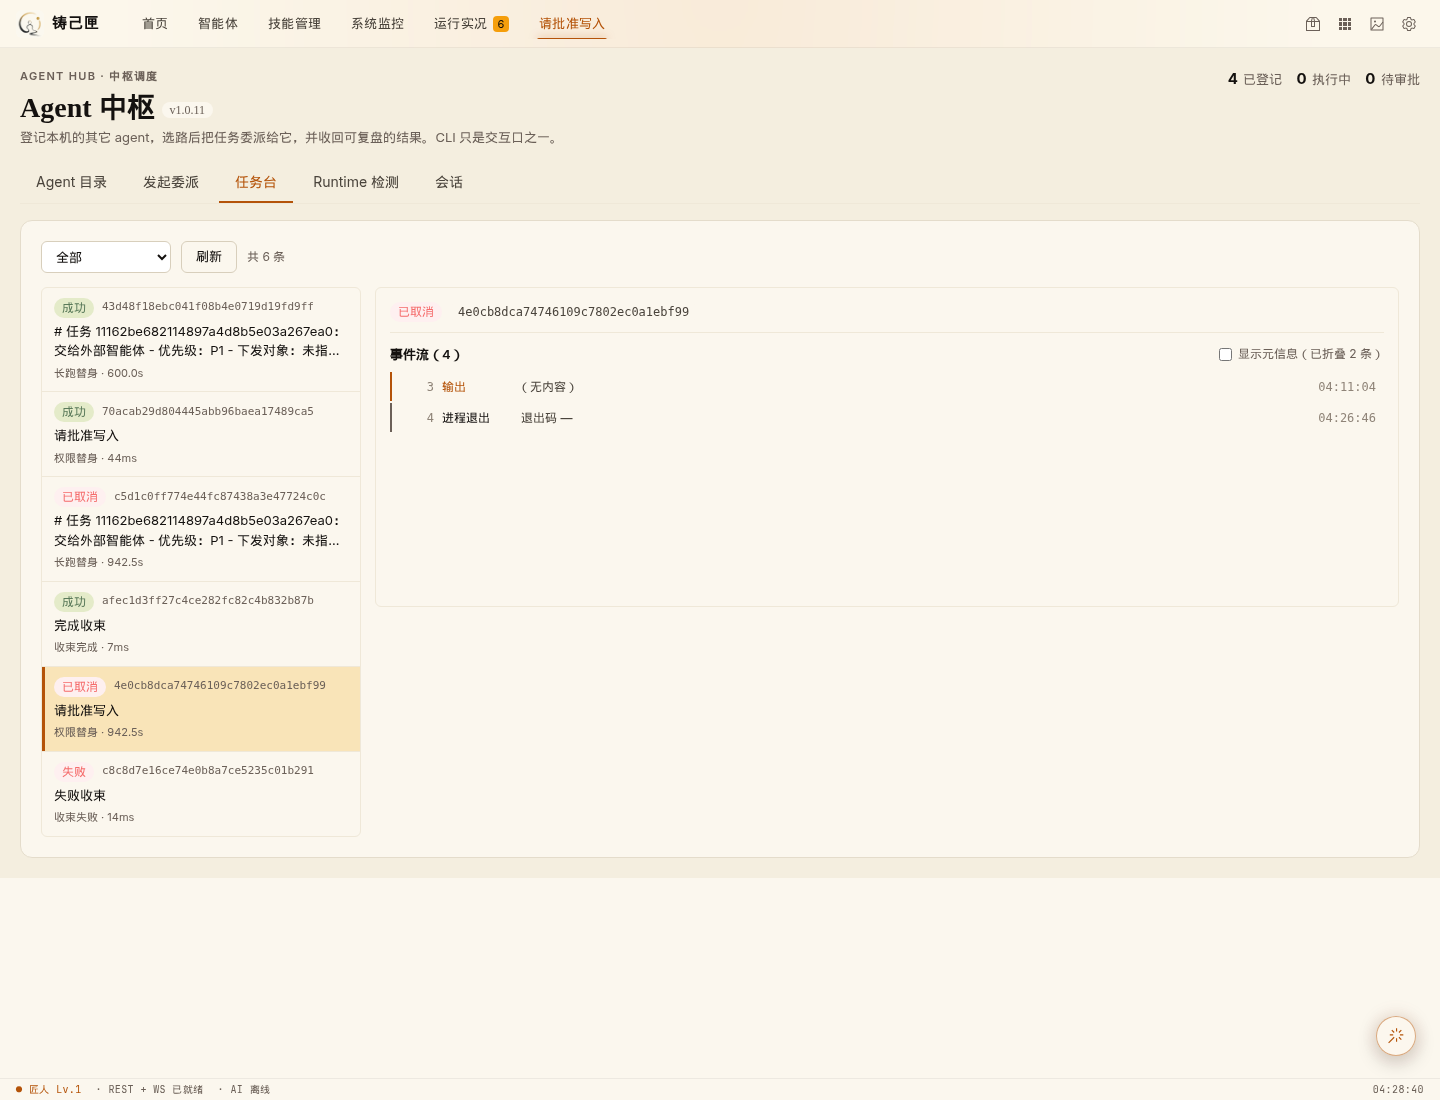 铸己匣 首页 智能体 技能管理 系统监控 运行实况 6 请批准写入
AGENT HUB · 中枢调度
4 已登记 0 执行中 0 待审批
Agent 中枢 v1.0.11
登记本机的其它 agent，选路后把任务委派给它，并收回可复盘的结果。CLI 只是交互口之一。
Agent 目录 发起委派 任务台 Runtime 检测 会话
全部 刷新 共 6 条
成功 43d48f18ebc041f08b4e0719d19fd9ff
# 任务 11162be682114897a4d8b5e03a267ea0：
交给外部智能体 - 优先级：P1 - 下发对象：未指...
长跑替身 · 600.0s
成功 70acab29d804445abb96baea17489ca5
请批准写入
权限替身 · 44ms
已取消 c5d1c0ff774e44fc87438a3e47724c0c
# 任务 11162be682114897a4d8b5e03a267ea0：
交给外部智能体 - 优先级：P1 - 下发对象：未指...
长跑替身 · 942.5s
成功 afec1d3ff27c4ce282fc82c4b832b87b
完成收束
收束完成 · 7ms
已取消 4e0cb8dca74746109c7802ec0a1ebf99
请批准写入
权限替身 · 942.5s
失败 c8c8d7e16ce74e0b8a7ce5235c01b291
失败收束
收束失败 · 14ms
已取消 4e0cb8dca74746109c7802ec0a1ebf99
事件流（4） 显示元信息（已折叠 2 条）
3 输出 （无内容） 04:11:04
4 进程退出 退出码 — 04:26:46
匠人 Lv.1 · REST + WS 已就绪 · AI 离线 04:28:40